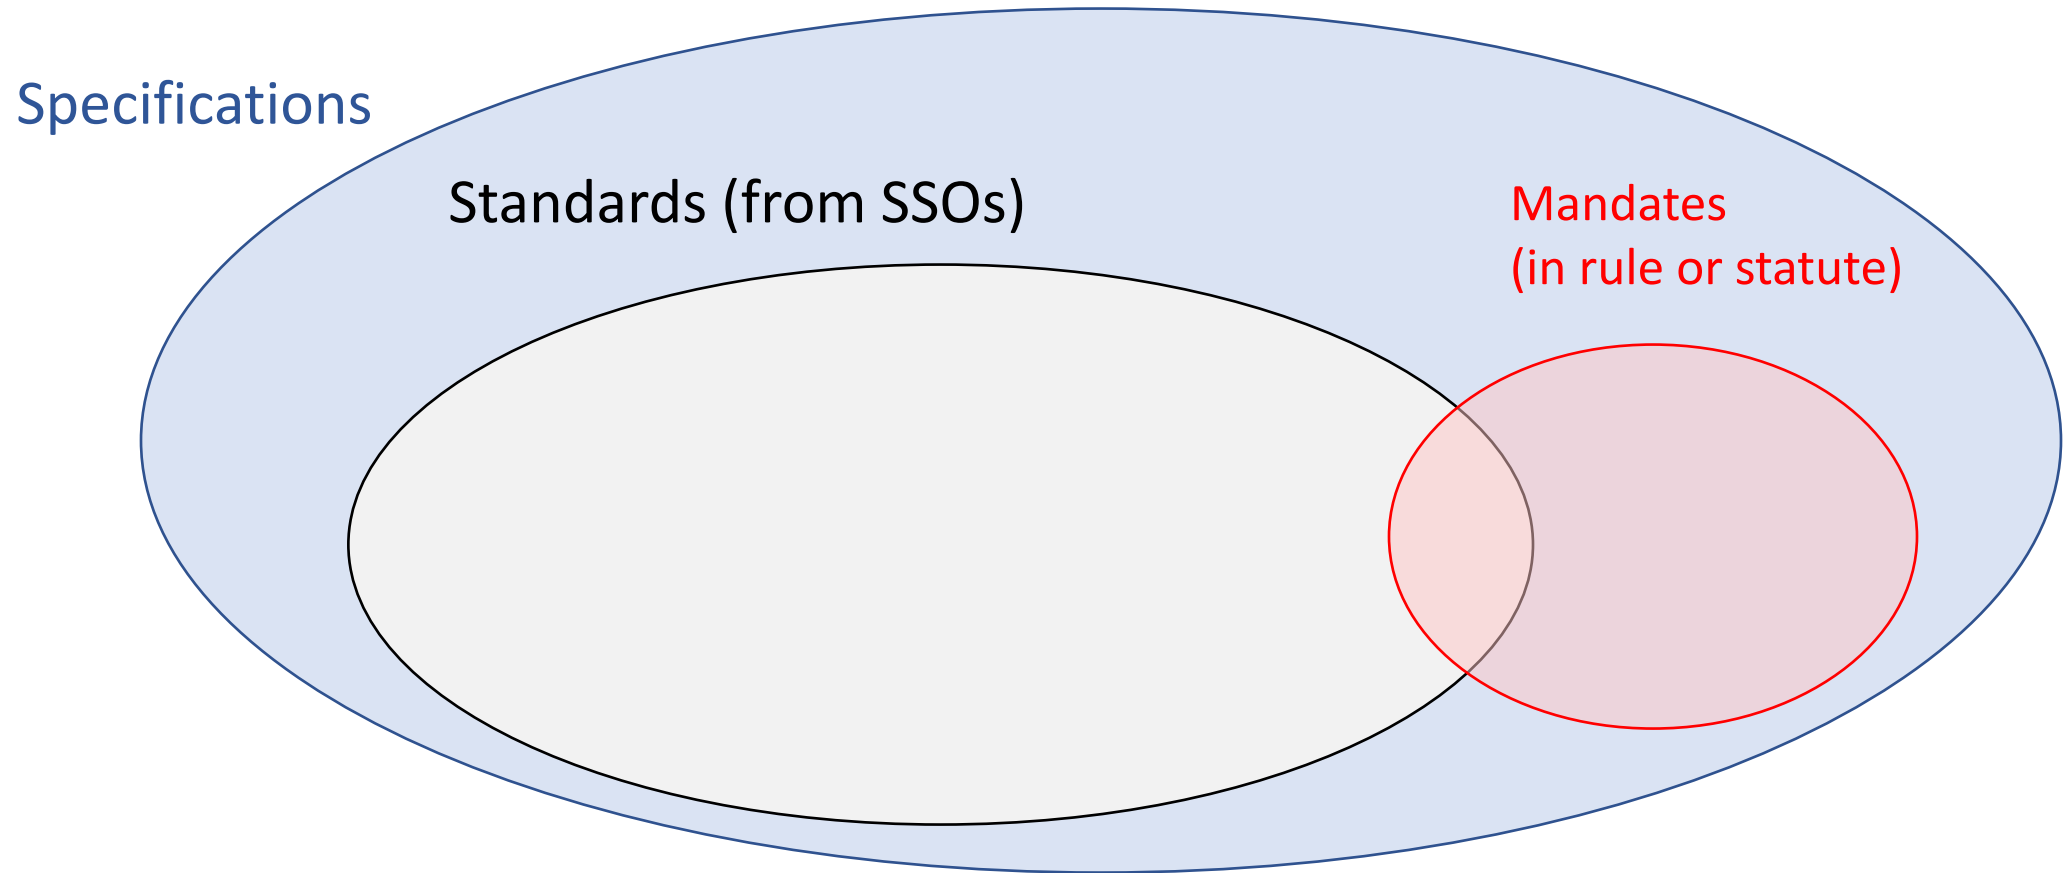 Specifications
Standards (from SSOs)
Mandates
(in rule or statute)